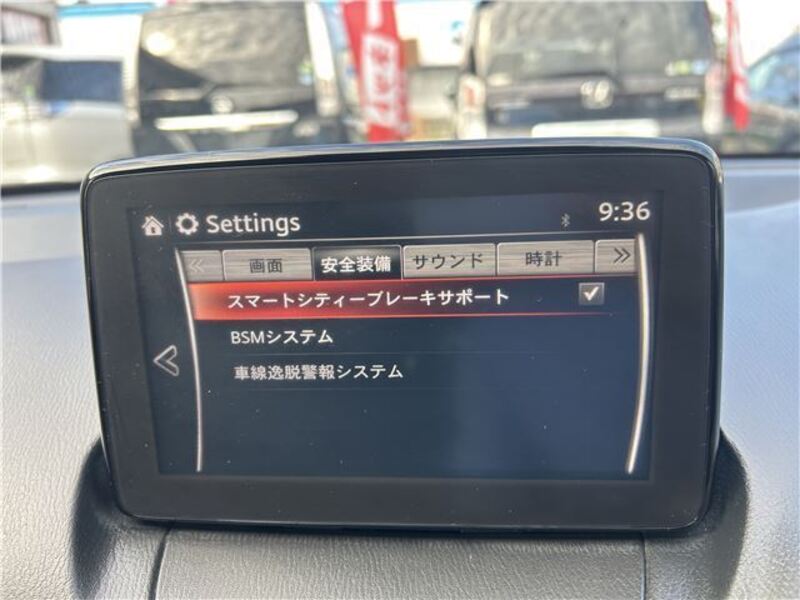 Settings 9:36
画面 安全装備 サウンド 時計
スマートシティーブレーキサポート
BSMシステム
車線逸脱警報システム